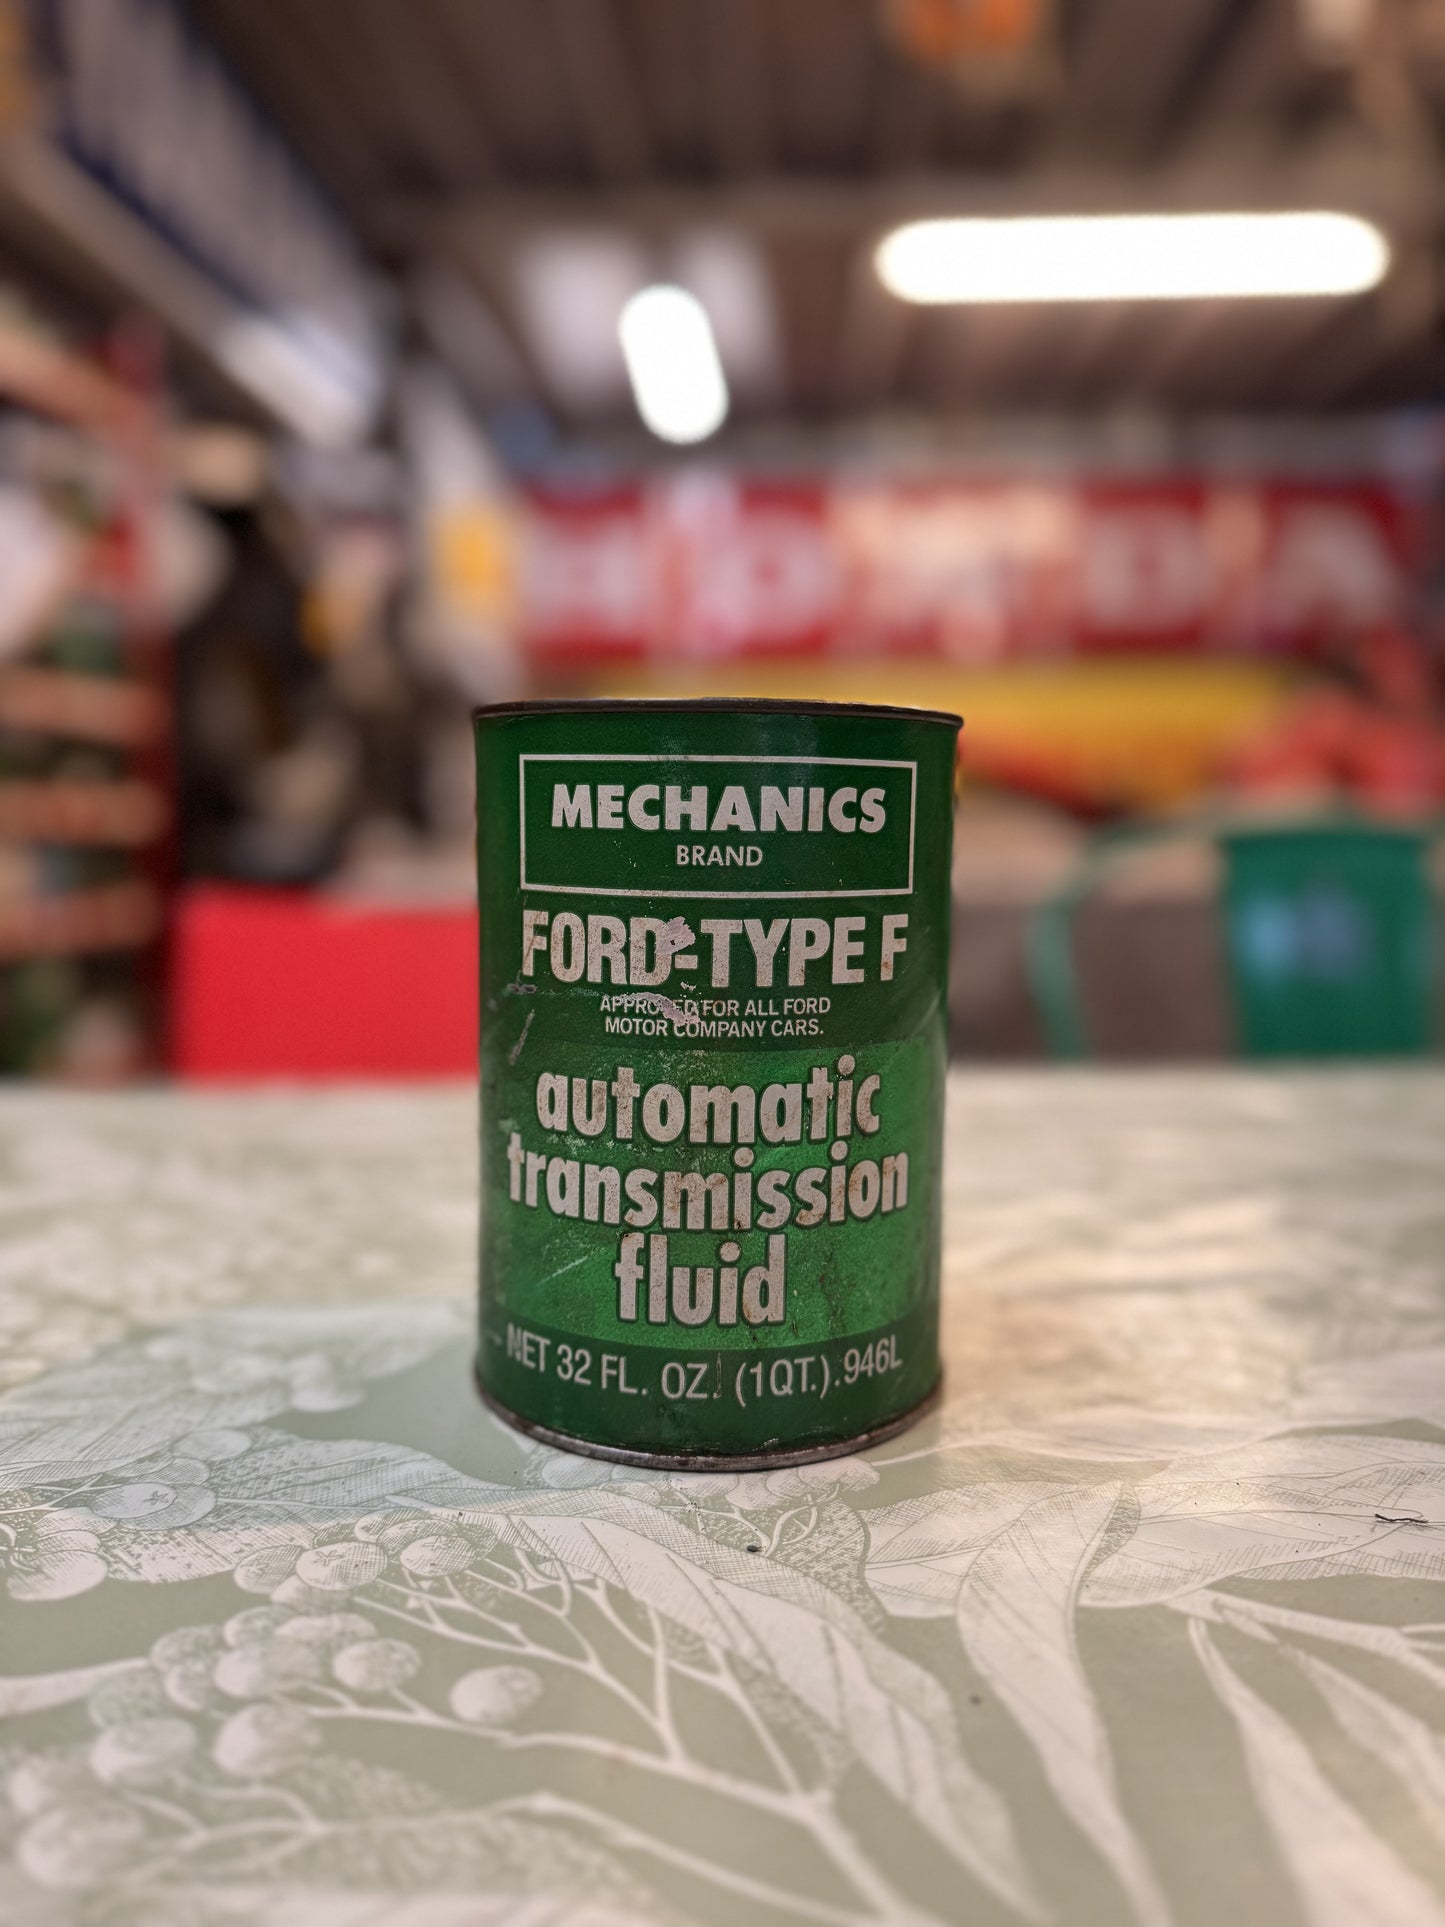 HONDA
MECHANICS
BRAND
FORD-TYPE F
APPROVED FOR ALL FORD
MOTOR COMPANY CARS.
automatic
transmission
fluid
NET 32 FL. OZ. (1QT.) .946L